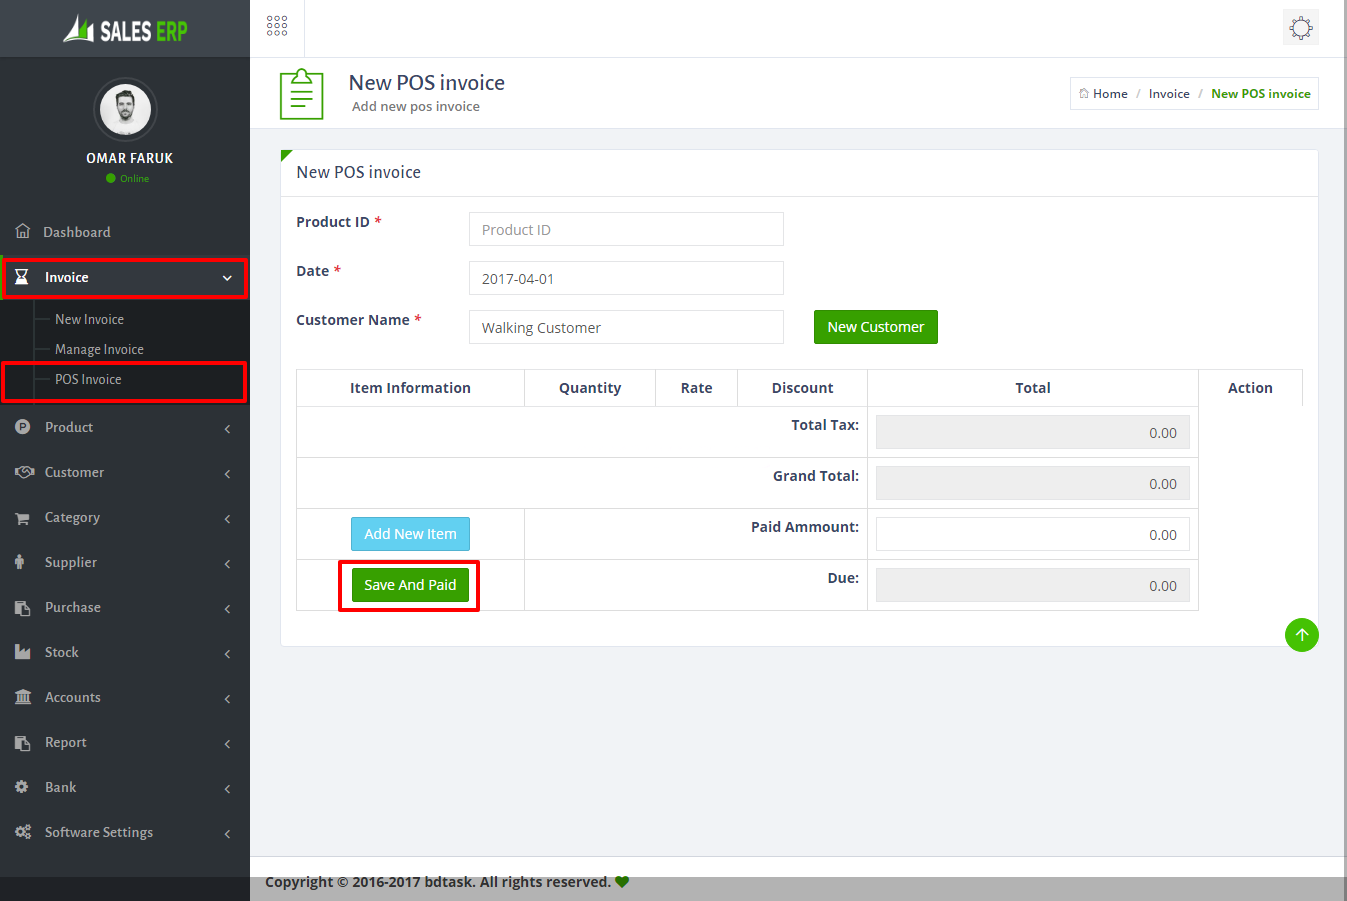 SALES ERP
OMAR FARUK
Online
Dashboard
Invoice
New Invoice
Manage Invoice
POS Invoice
P Product
Customer
Category
Supplier
Purchase
Stock
Accounts
Report
Bank
Software Settings
New POS invoice
Add new pos invoice
Home / Invoice / New POS invoice
New POS invoice
Product ID * Product ID
Date * 2017-04-01
Customer Name * Walking Customer New Customer
Item Information Quantity Rate Discount Total Action
Total Tax: 0.00
Grand Total: 0.00
Add New Item Paid Ammount: 0.00
Save And Paid Due: 0.00
Copyright © 2016-2017 bdtask. All rights reserved.